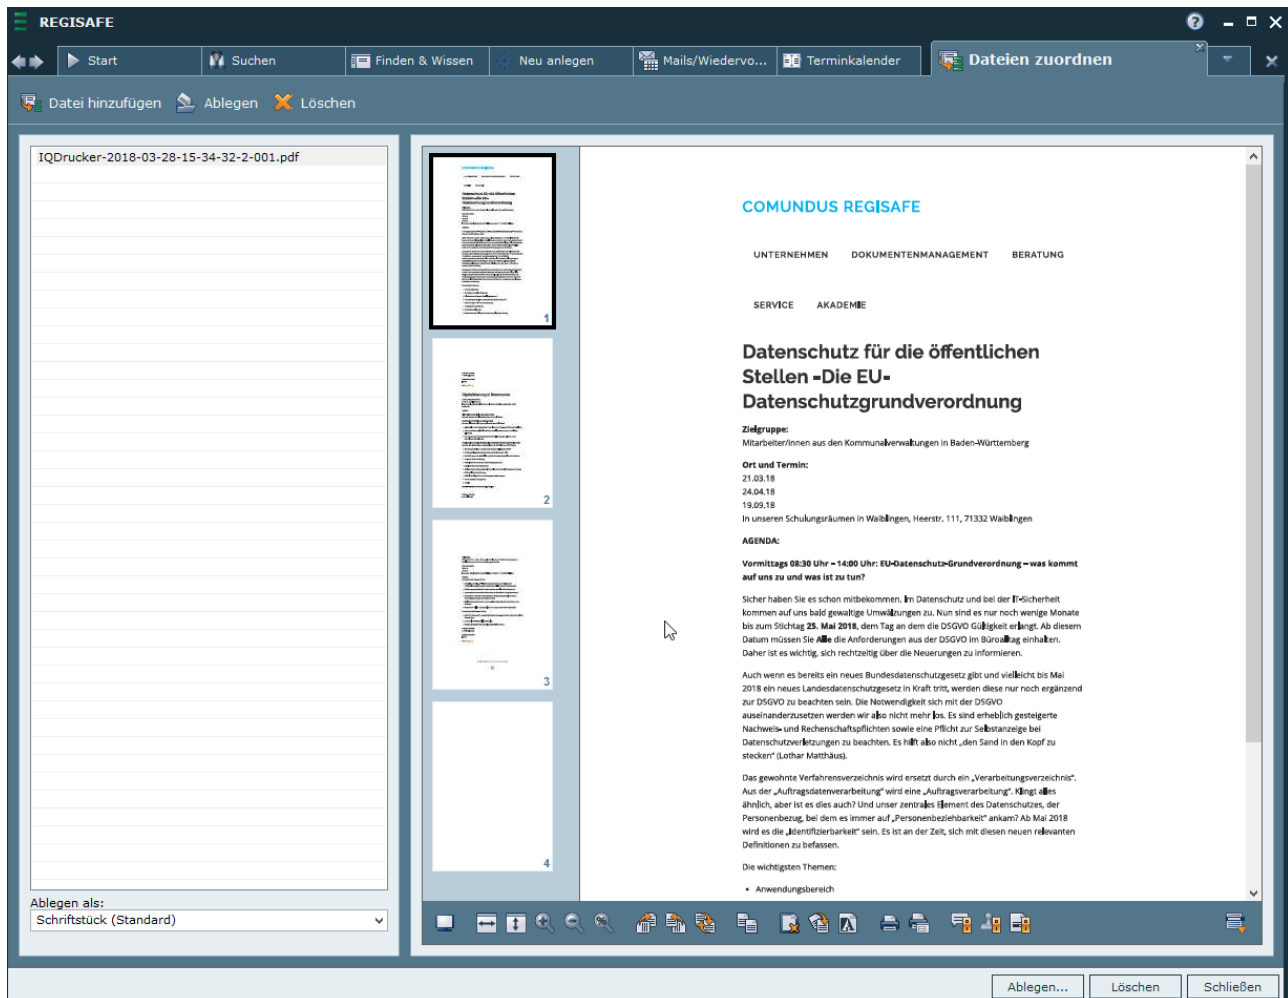 REGISAFE
Start
Suchen
Finden & Wissen
Neu anlegen
Mails/Wiedervo...
Terminkalender
Dateien zuordnen
Datei hinzufügen
Ablegen
Löschen
IQDrucker-2018-03-28-15-34-32-2-001.pdf
1
2
3
4
COMUNDUS REGISAFE
UNTERNEHMEN DOKUMENTENMANAGEMENT BERATUNG
SERVICE AKADEMIE
Datenschutz für die öffentlichen
Stellen -Die EU-
Datenschutzgrundverordnung
Zielgruppe:
Mitarbeiter/innen aus den Kommunalverwaltungen in Baden-Württemberg
Ort und Termin:
21.03.18
24.04.18
19.09.18
In unseren Schulungsräumen in Waiblingen, Heerstr. 111, 71332 Waiblingen
AGENDA:
Vormittags 08:30 Uhr – 14:00 Uhr: EU-Datenschutz-Grundverordnung – was kommt
auf uns zu und was ist zu tun?
Sicher haben Sie es schon mitbekommen. Im Datenschutz und bei der IT-Sicherheit
kommen auf uns bald gewaltige Umwälzungen zu. Nun sind es nur noch wenige Monate
bis zum Stichtag 25. Mai 2018, dem Tag an dem die DSGVO Gültigkeit erlangt. Ab diesem
Datum müssen Sie Alle die Anforderungen aus der DSGVO im Büroalltag einhalten.
Daher ist es wichtig, sich rechtzeitig über die Neuerungen zu informieren.
Auch wenn es bereits ein neues Bundesdatenschutzgesetz gibt und vielleicht bis Mai
2018 ein neues Landesdatenschutzgesetz in Kraft tritt, werden diese nur noch ergänzend
zur DSGVO zu beachten sein. Die Notwendigkeit sich mit der DSGVO
auseinanderzusetzen werden wir also nicht mehr los. Es sind erheblich gesteigerte
Nachweis- und Rechenschaftspflichten sowie eine Pflicht zur Selbstanzeige bei
Datenschutzverletzungen zu beachten. Es hilft also nicht „den Sand in den Kopf zu
stecken“ (Lothar Matthäus).
Das gewohnte Verfahrensverzeichnis wird ersetzt durch ein „Verarbeitungsverzeichnis“.
Aus der „Auftragsdatenverarbeitung“ wird eine „Auftragsverarbeitung“. Klingt alles
ähnlich, aber ist es dies auch? Und unser zentrales Element des Datenschutzes, der
Personenbezug, bei dem es immer auf „Personenbeziehbarkeit“ ankam? Ab Mai 2018
wird es die „Identifizierbarkeit“ sein. Es ist an der Zeit, sich mit diesen neuen relevanten
Definitionen zu befassen.
Die wichtigsten Themen:
• Anwendungsbereich
Ablegen als:
Schriftstück (Standard)
Ablegen...
Löschen
Schließen